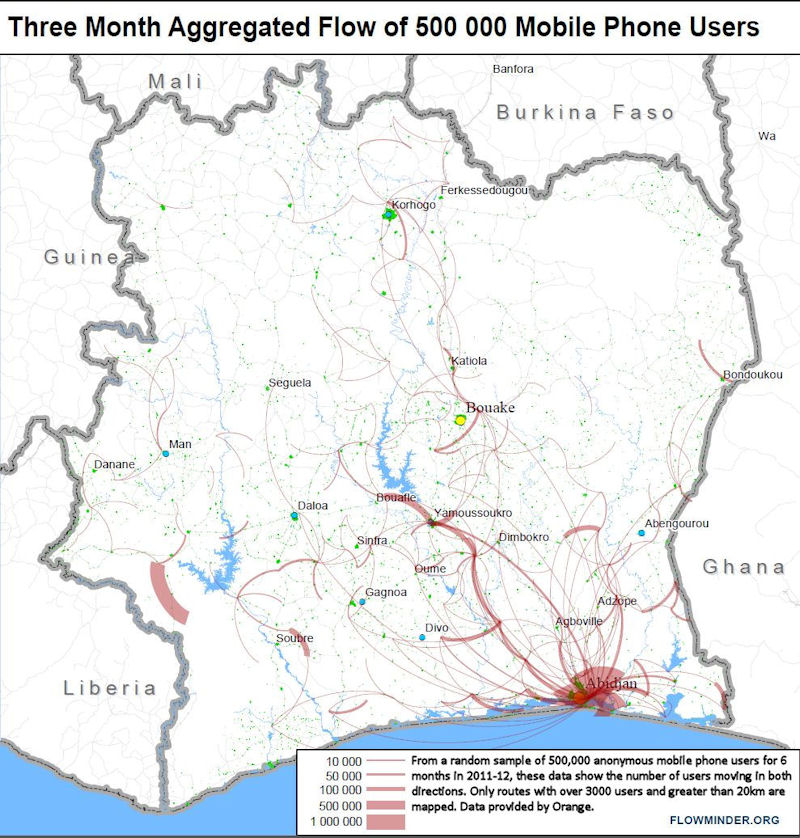 Three Month Aggregated Flow of 500 000 Mobile Phone Users
Mali
Banfora
Burkina Faso
Wa
Ferkessedougou
Korhogo
Guinea
Katiola
Bondoukou
Seguela
Bouake
Man
Danane
Bouafle
Daloa
Yamoussoukro
Abengourou
Sinfra
Dimbokro
Oume
Ghana
Gagnoa
Adzope
Agboville
Divo
Soubre
Abidjan
Liberia
10 000
50 000
100 000
500 000
1 000 000
From a random sample of 500,000 anonymous mobile phone users for 6
months in 2011-12, these data show the number of users moving in both
directions. Only routes with over 3000 users and greater than 20km are
mapped. Data provided by Orange.
FLOWMINDER.ORG